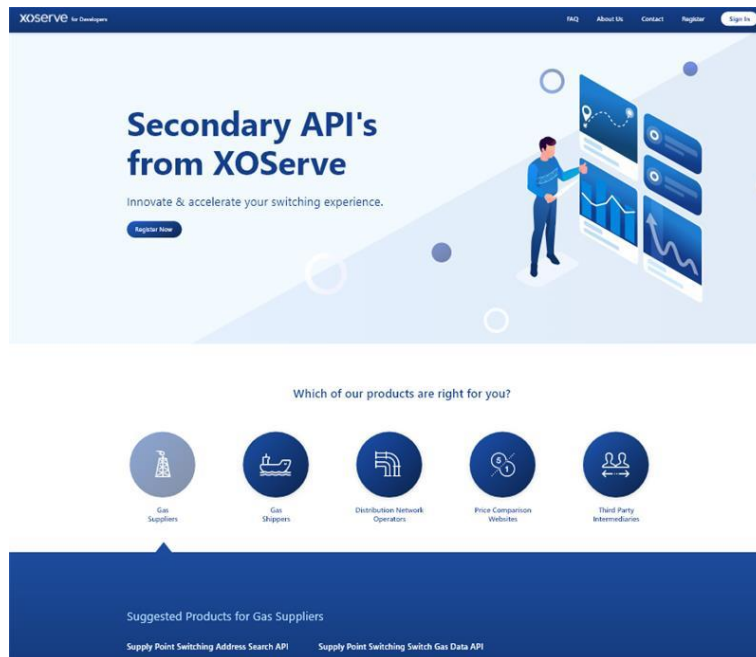 XOserve for Developers
FAQ About Us Contact Register Sign In
Secondary API's
from XOServe
Innovate & accelerate your switching experience.
Register Now
Which of our products are right for you?
5
1
Gas
Suppliers
Gas
Shippers
Distribution Network
Operators
Price Comparison
Websites
Third Party
Intermediaries
Suggested Products for Gas Suppliers
Supply Point Switching Address Search API Supply Point Switching Switch Gas Data API